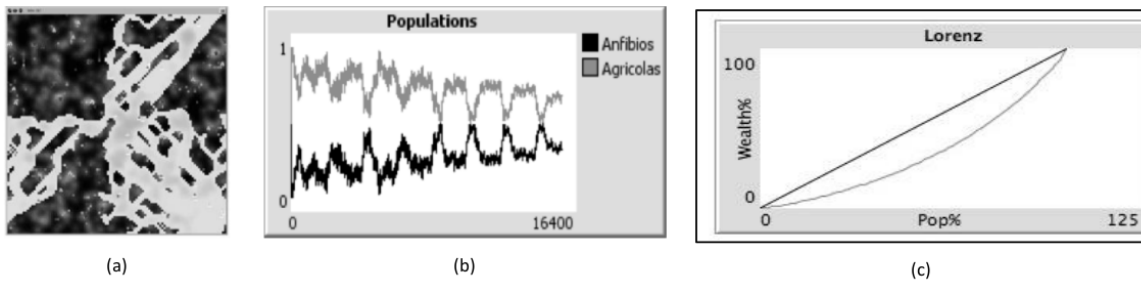 Populations
1
0
0
16400
Anfibios
Agricolas
Lorenz
100
Wealth%
0
0
Pop%
125
(a)
(b)
(c)